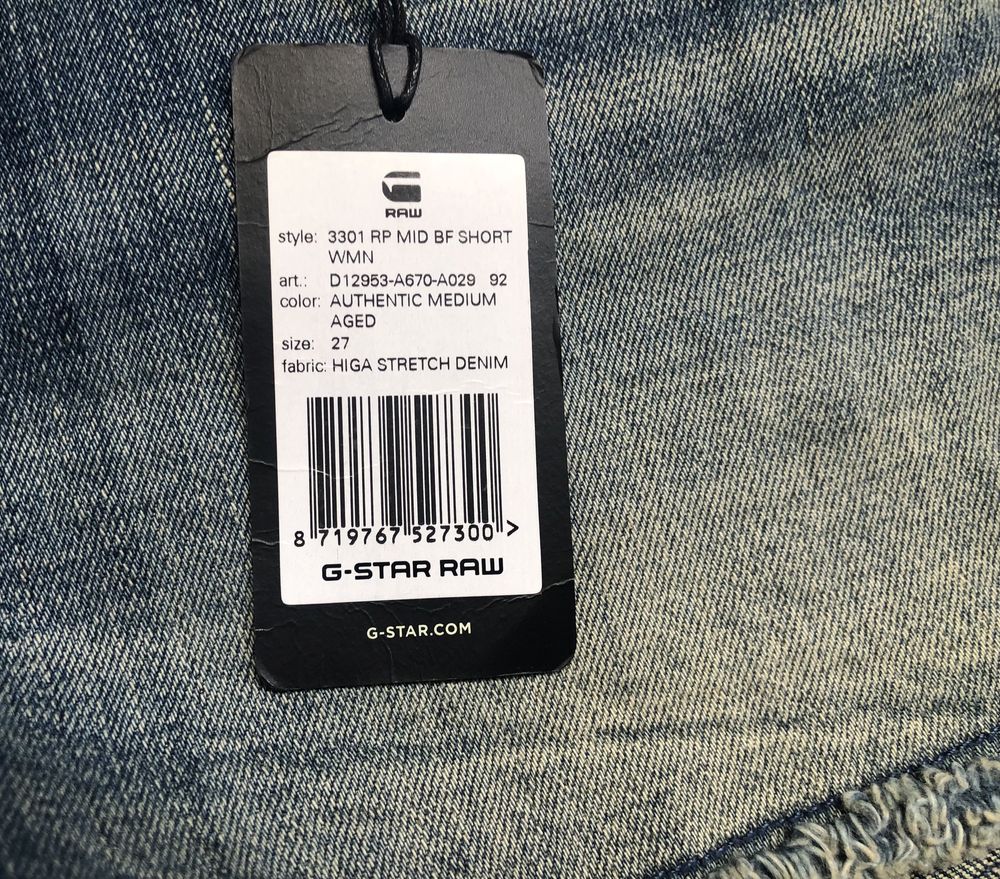 RAW
style: 3301 RP MID BF SHORT
WMN
art.: D12953-A670-A029 92
color: AUTHENTIC MEDIUM
AGED
size: 27
fabric: HIGA STRETCH DENIM
8 719767 527300 >
G-STAR RAW
G-STAR.COM